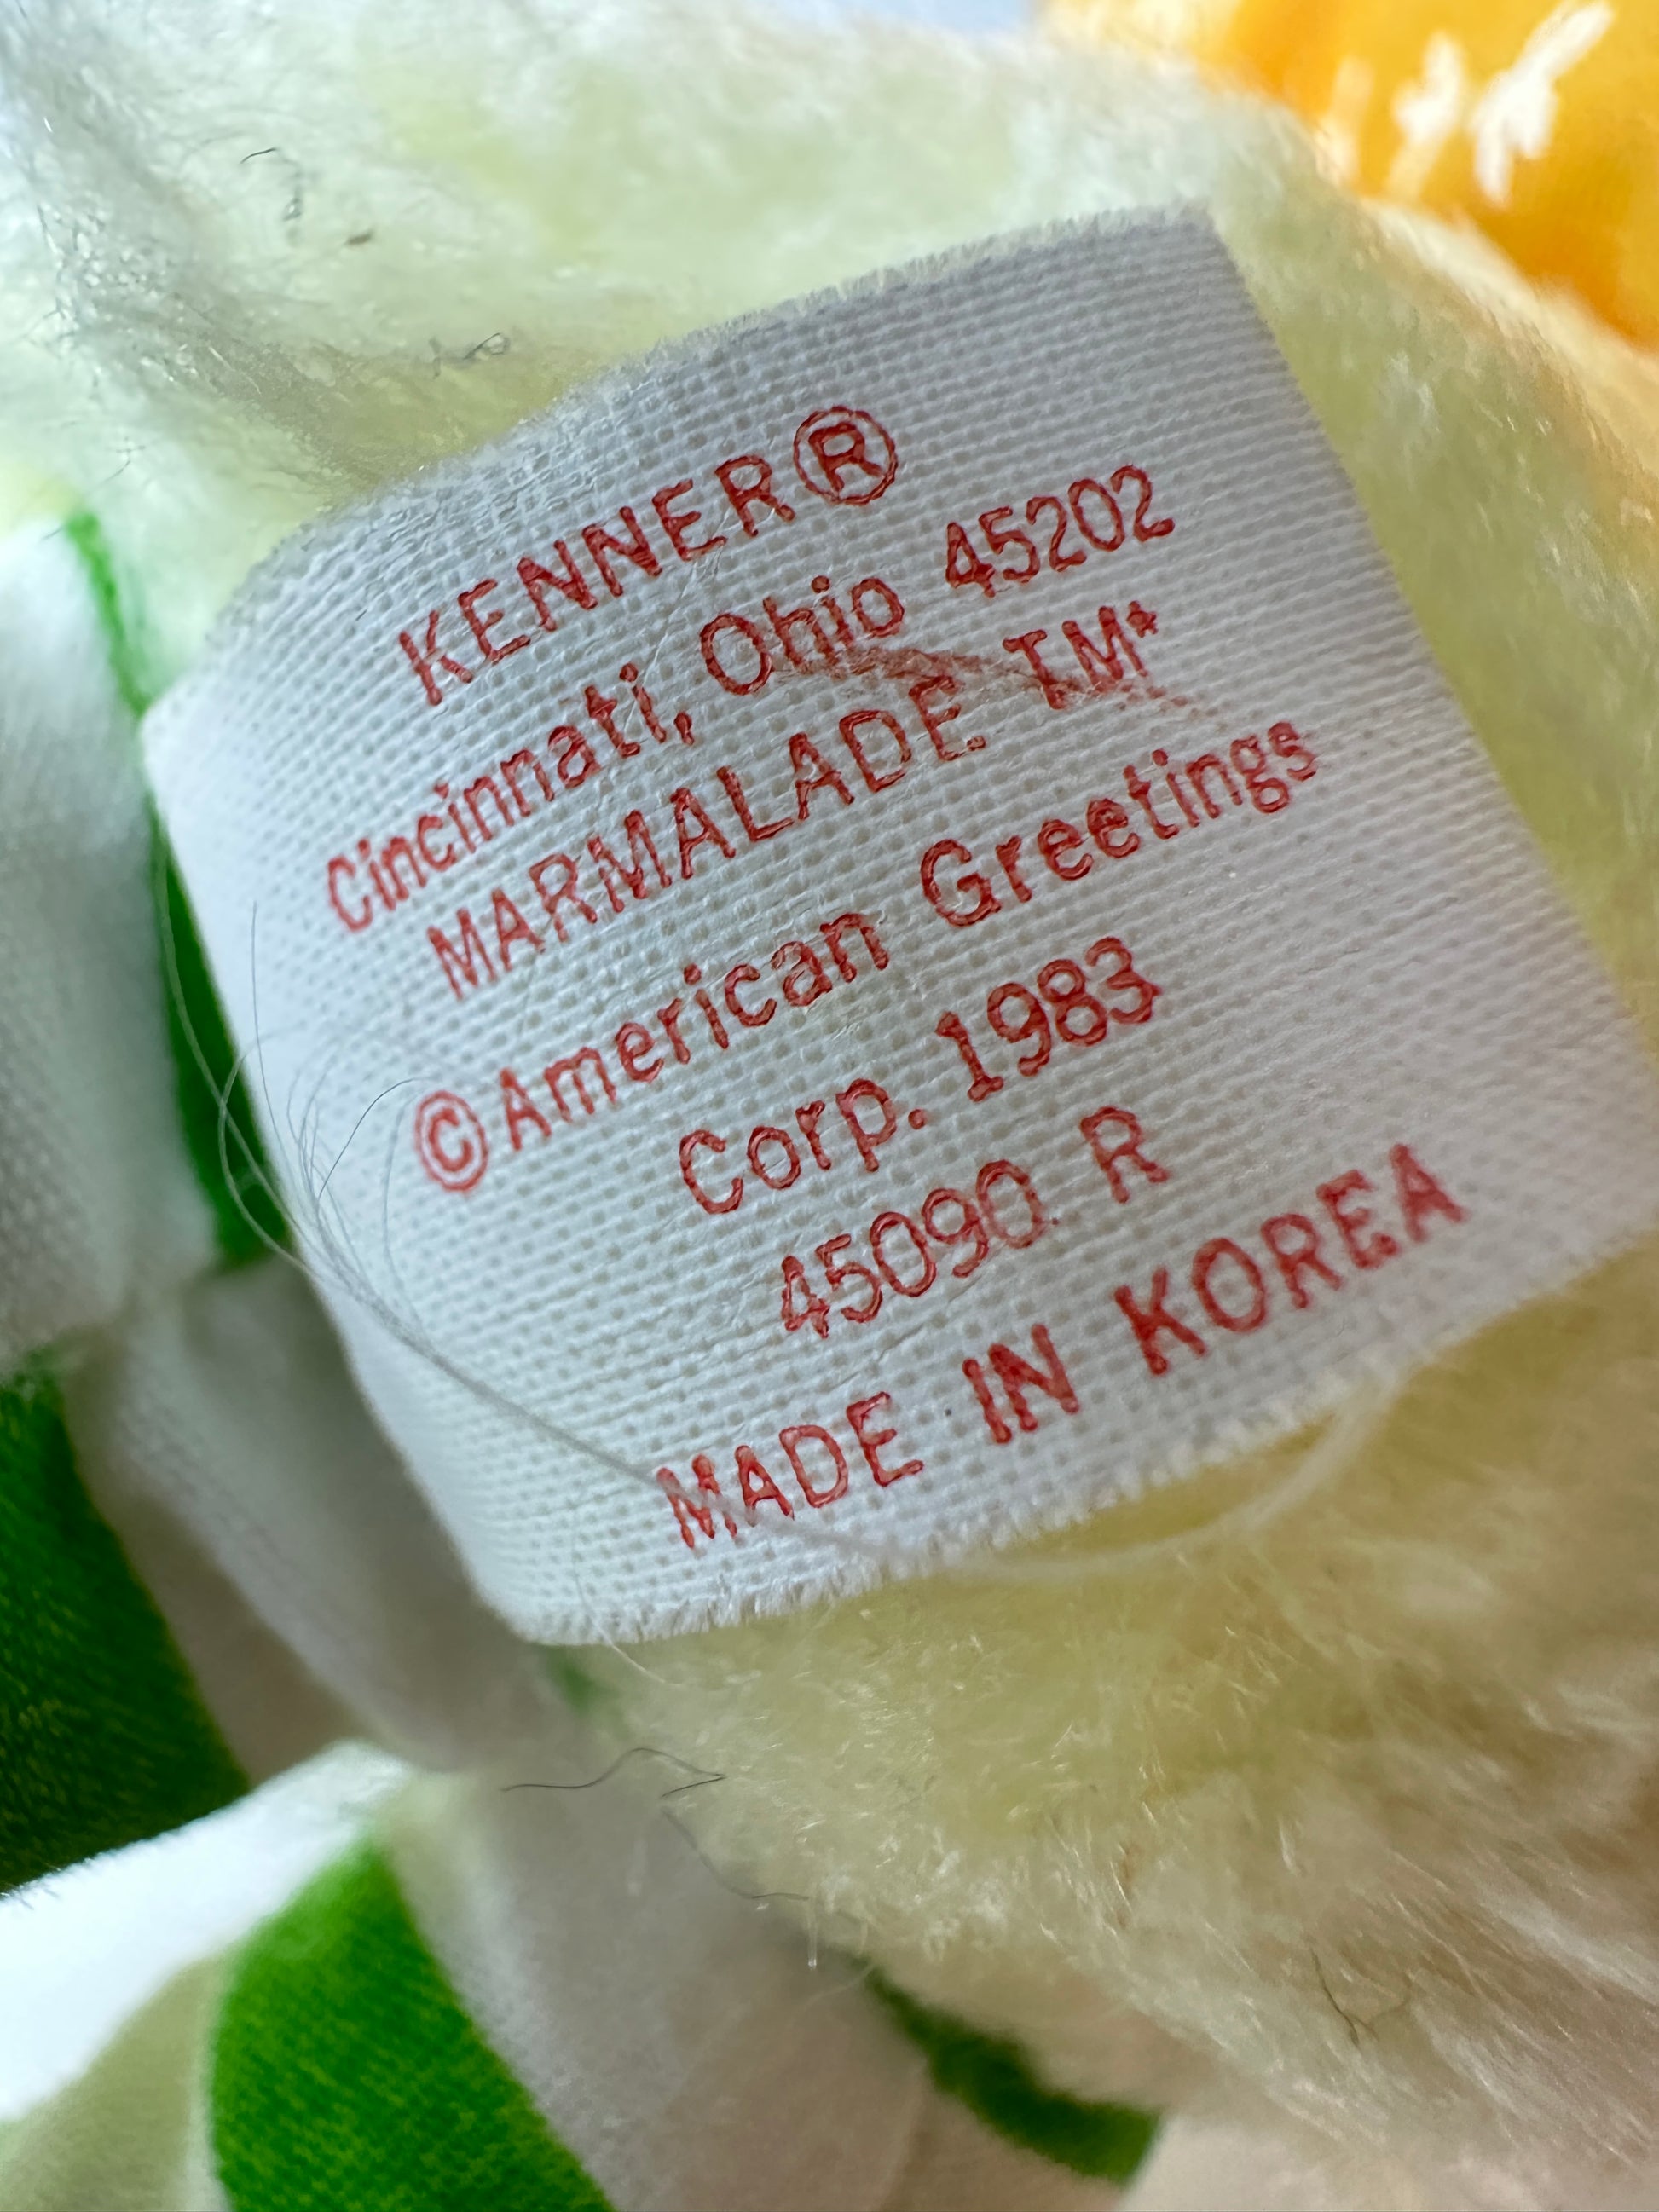 KENNER®
Cincinnati, Ohio 45202
MARMALADE TM*
©American Greetings
Corp. 1983
45090 R
MADE IN KOREA